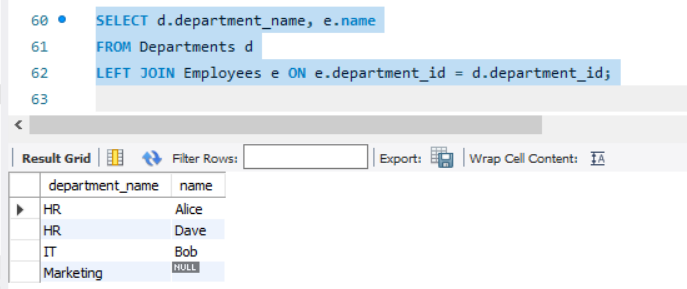 60 SELECT d.department_name, e.name
61 FROM Departments d
62 LEFT JOIN Employees e ON e.department_id = d.department_id;
63
Result Grid Filter Rows: Export: Wrap Cell Content: IA
department_name name
HR Alice
HR Dave
IT Bob
Marketing NULL